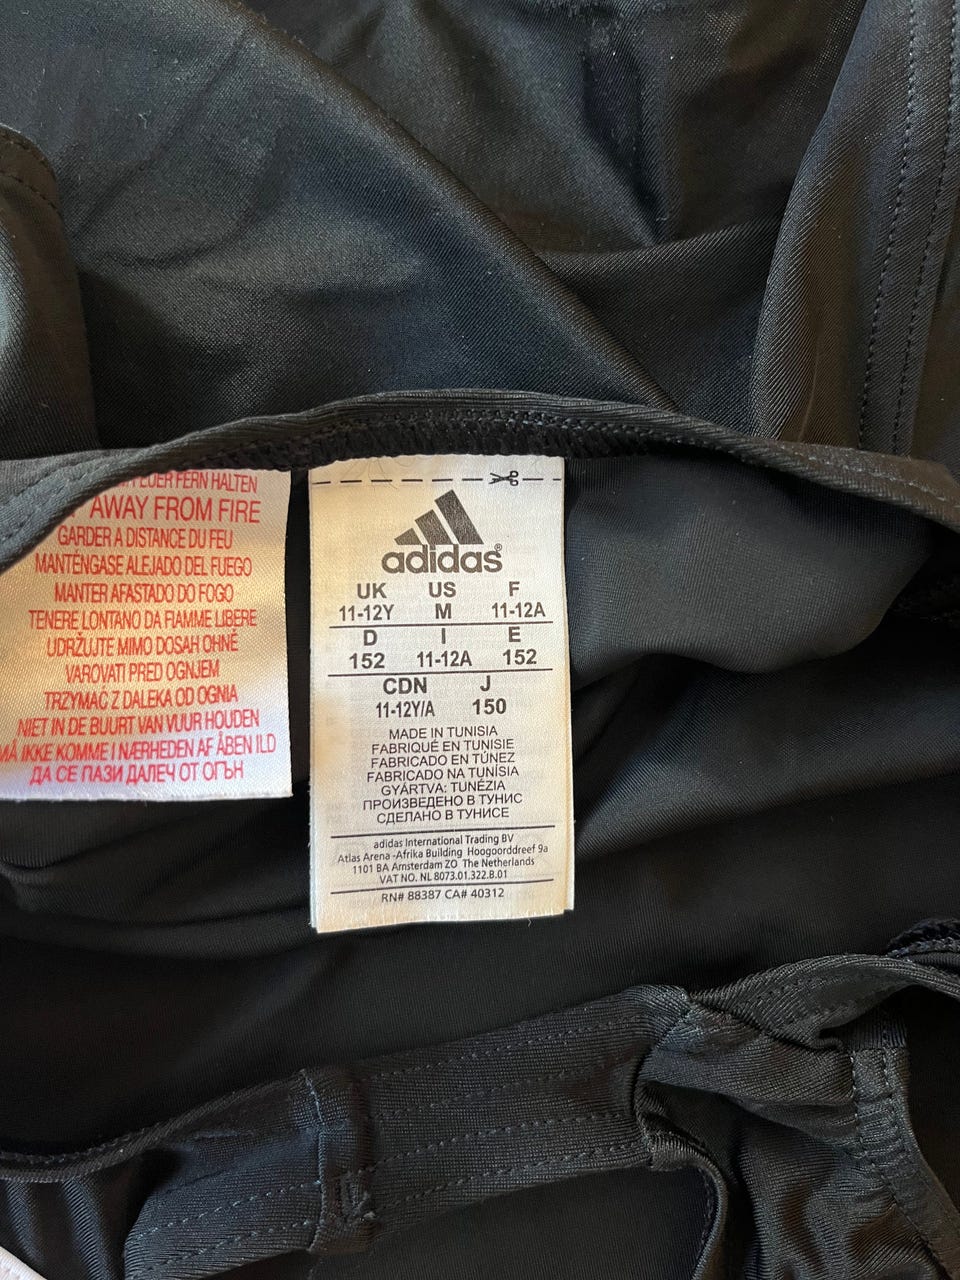 FEUER FERN HALTEN
AWAY FROM FIRE
GARDER A DISTANCE DU FEU
MANTÉNGASE ALEJADO DEL FUEGO
MANTER AFASTADO DO FOGO
TENERE LONTANO DA FIAMME LIBERE
UDRŽUJTE MIMO DOSAH OHNĚ
VAROVATI PRED OGNJEM
TRZYMAĆ Z DALEKA OD OGNIA
NIET IN DE BUURT VAN VUUR HOUDEN
MÅ IKKE KOMME I NÆRHEDEN AF ÅBEN ILD
ДА СЕ ПАЗИ ДАЛЕЧ ОТ ОГЪН
adidas®
UK US F
11-12Y M 11-12A
D I E
152 11-12A 152
CDN J
11-12Y/A 150
MADE IN TUNISIA
FABRIQUÉ EN TUNISIE
FABRICADO EN TÚNEZ
FABRICADO NA TUNÍSIA
GYÁRTVA: TUNÉZIA
ПРОИЗВЕДЕНО В ТУНИС
СДЕЛАНО В ТУНИСЕ
adidas International Trading BV
Atlas Arena -Afrika Building Hoogoorddreef 9a
1101 BA Amsterdam ZO The Netherlands
VAT NO. NL 8073.01.322.B.01
RN# 88387 CA# 40312